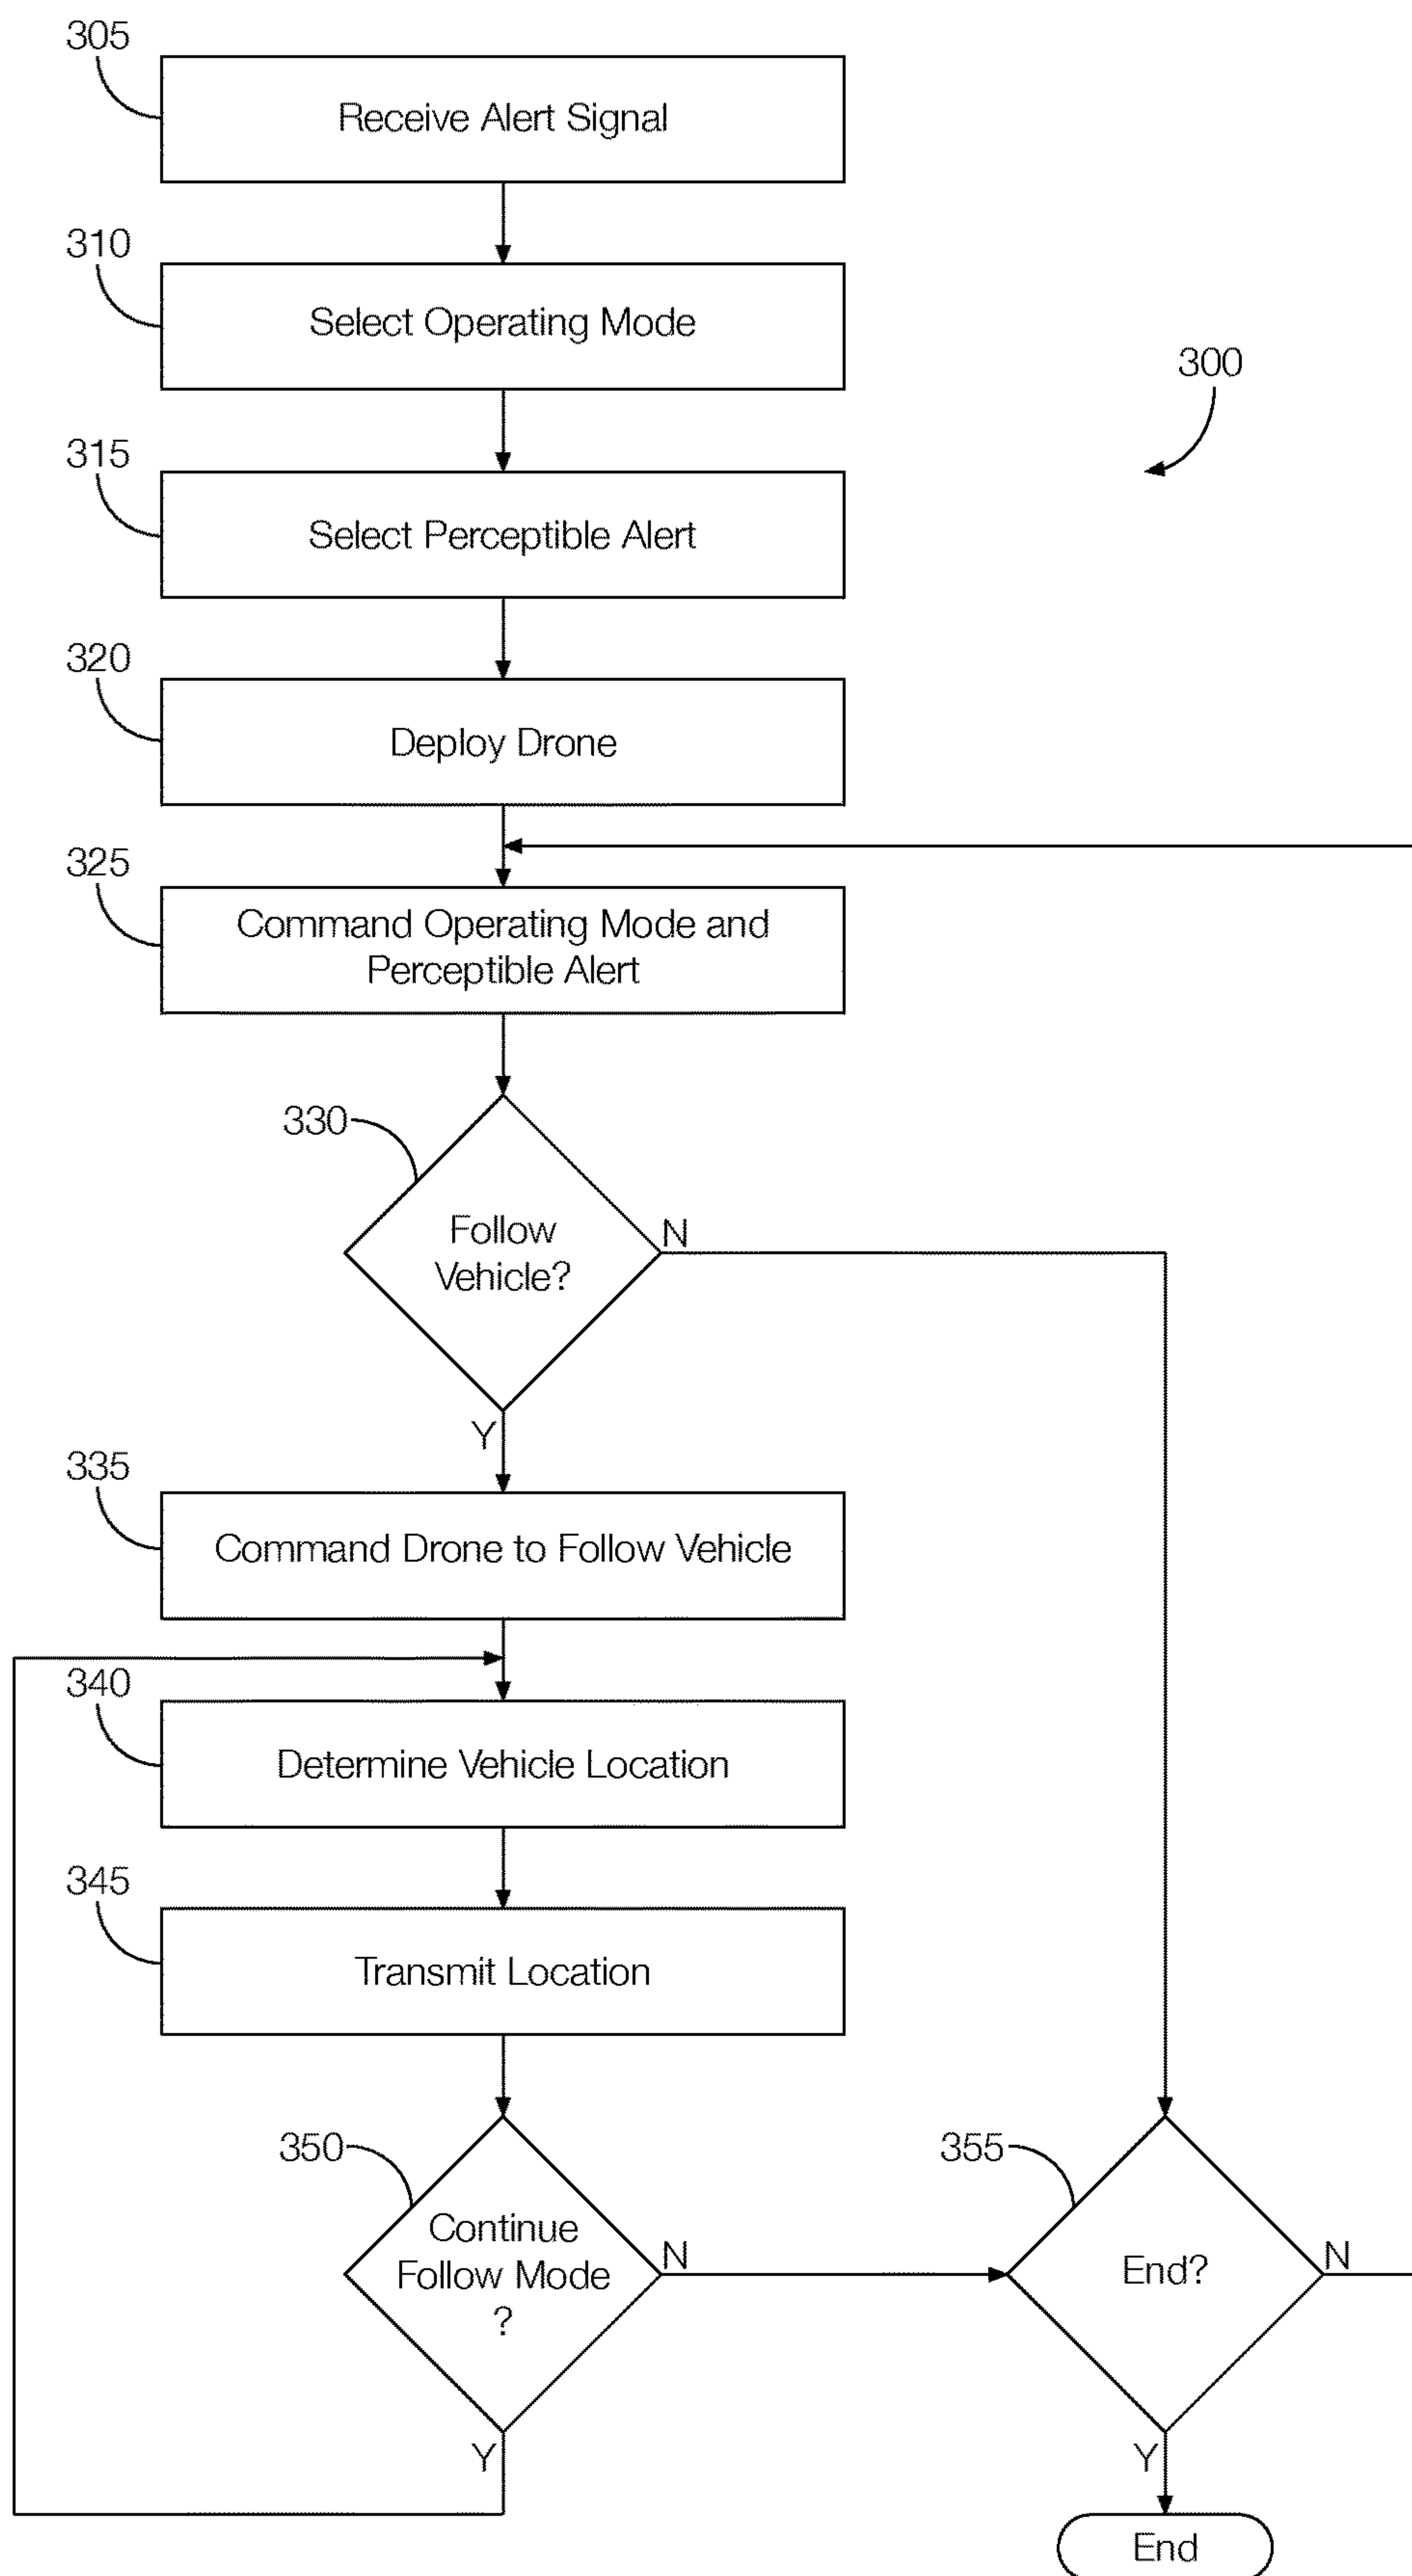 305
Receive Alert Signal
310
Select Operating Mode
300
315
Select Perceptible Alert
320
Deploy Drone
325
Command Operating Mode and
Perceptible Alert
330
Follow
Vehicle?
N
Y
335
Command Drone to Follow Vehicle
340
Determine Vehicle Location
345
Transmit Location
350
Continue
Follow Mode
?
N
Y
355
End?
N
Y
End